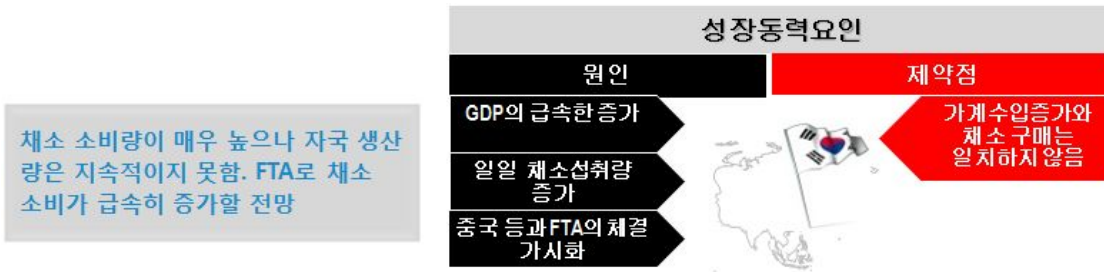 채소 소비량이 매우 높으나 자국 생산
량은 지속적이지 못함. FTA로 채소
소비가 급속히 증가할 전망
성장동력요인
원인
제약점
GDP의 급속한 증가
일일 채소섭취량
증가
중국 등과 FTA의 체결
가시화
가계수입증가와
채소 구매는
일치하지 않음